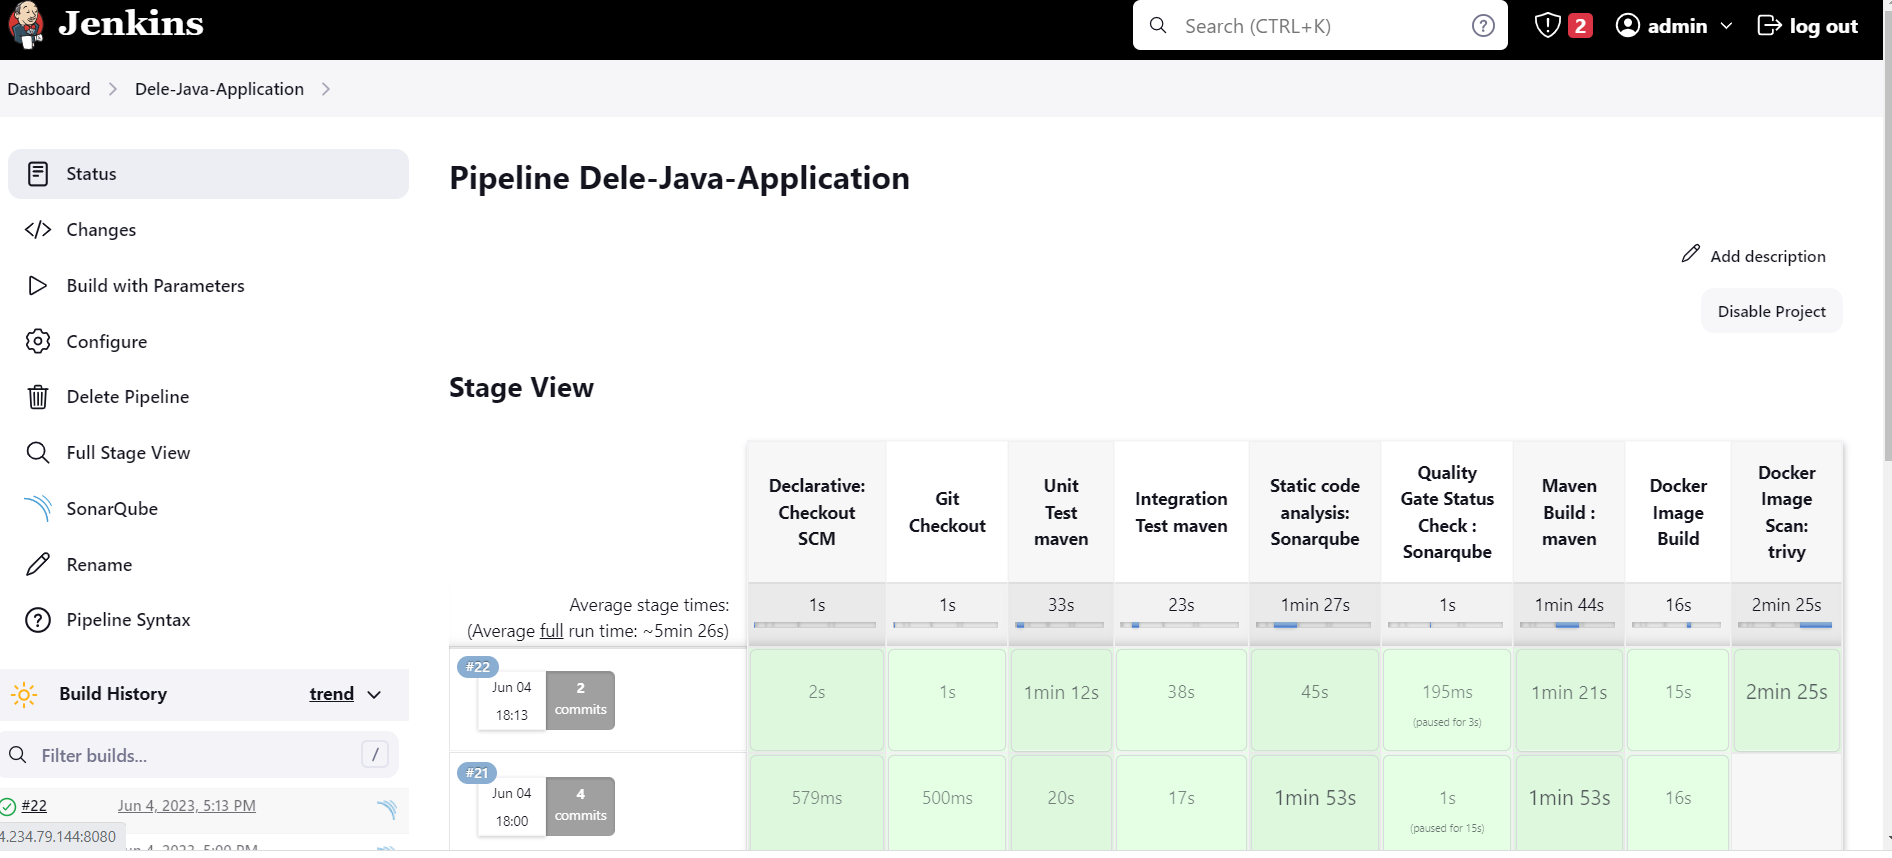 Jenkins
Search (CTRL+K)
?
2
admin
log out
Dashboard
Dele-Java-Application
Status
Changes
Build with Parameters
Configure
Delete Pipeline
Full Stage View
SonarQube
Rename
Pipeline Syntax
Build History
trend
Filter builds...
/
#22
Jun 4, 2023, 5:13 PM
4.234.79.144:8080
Pipeline Dele-Java-Application
Add description
Disable Project
Stage View
Declarative:
Checkout
SCM
Git
Checkout
Unit
Test
maven
Integration
Test maven
Static code
analysis:
Sonarqube
Quality
Gate Status
Check :
Sonarqube
Maven
Build :
maven
Docker
Image
Build
Docker
Image
Scan:
trivy
Average stage times:
(Average full run time: ~5min 26s)
1s
1s
33s
23s
1min 27s
1s
1min 44s
16s
2min 25s
#22
Jun 04
18:13
2
commits
2s
1s
1min 12s
38s
45s
195ms
(paused for 3s)
1min 21s
15s
2min 25s
#21
Jun 04
18:00
4
commits
579ms
500ms
20s
17s
1min 53s
1s
(paused for 15s)
1min 53s
16s